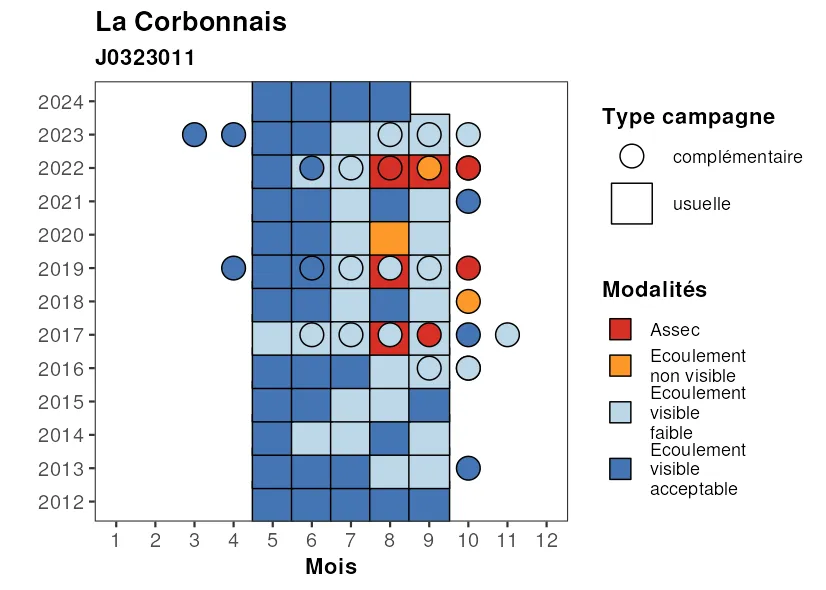 La Corbonnais
J0323011
2024
2023
2022
2021
2020
2019
2018
2017
2016
2015
2014
2013
2012
1 2 3 4 5 6 7 8 9 10 11 12
Mois
Type campagne
complémentaire
usuelle
Modalités
Assec
Ecoulement
non visible
Ecoulement
visible
faible
Ecoulement
visible
acceptable